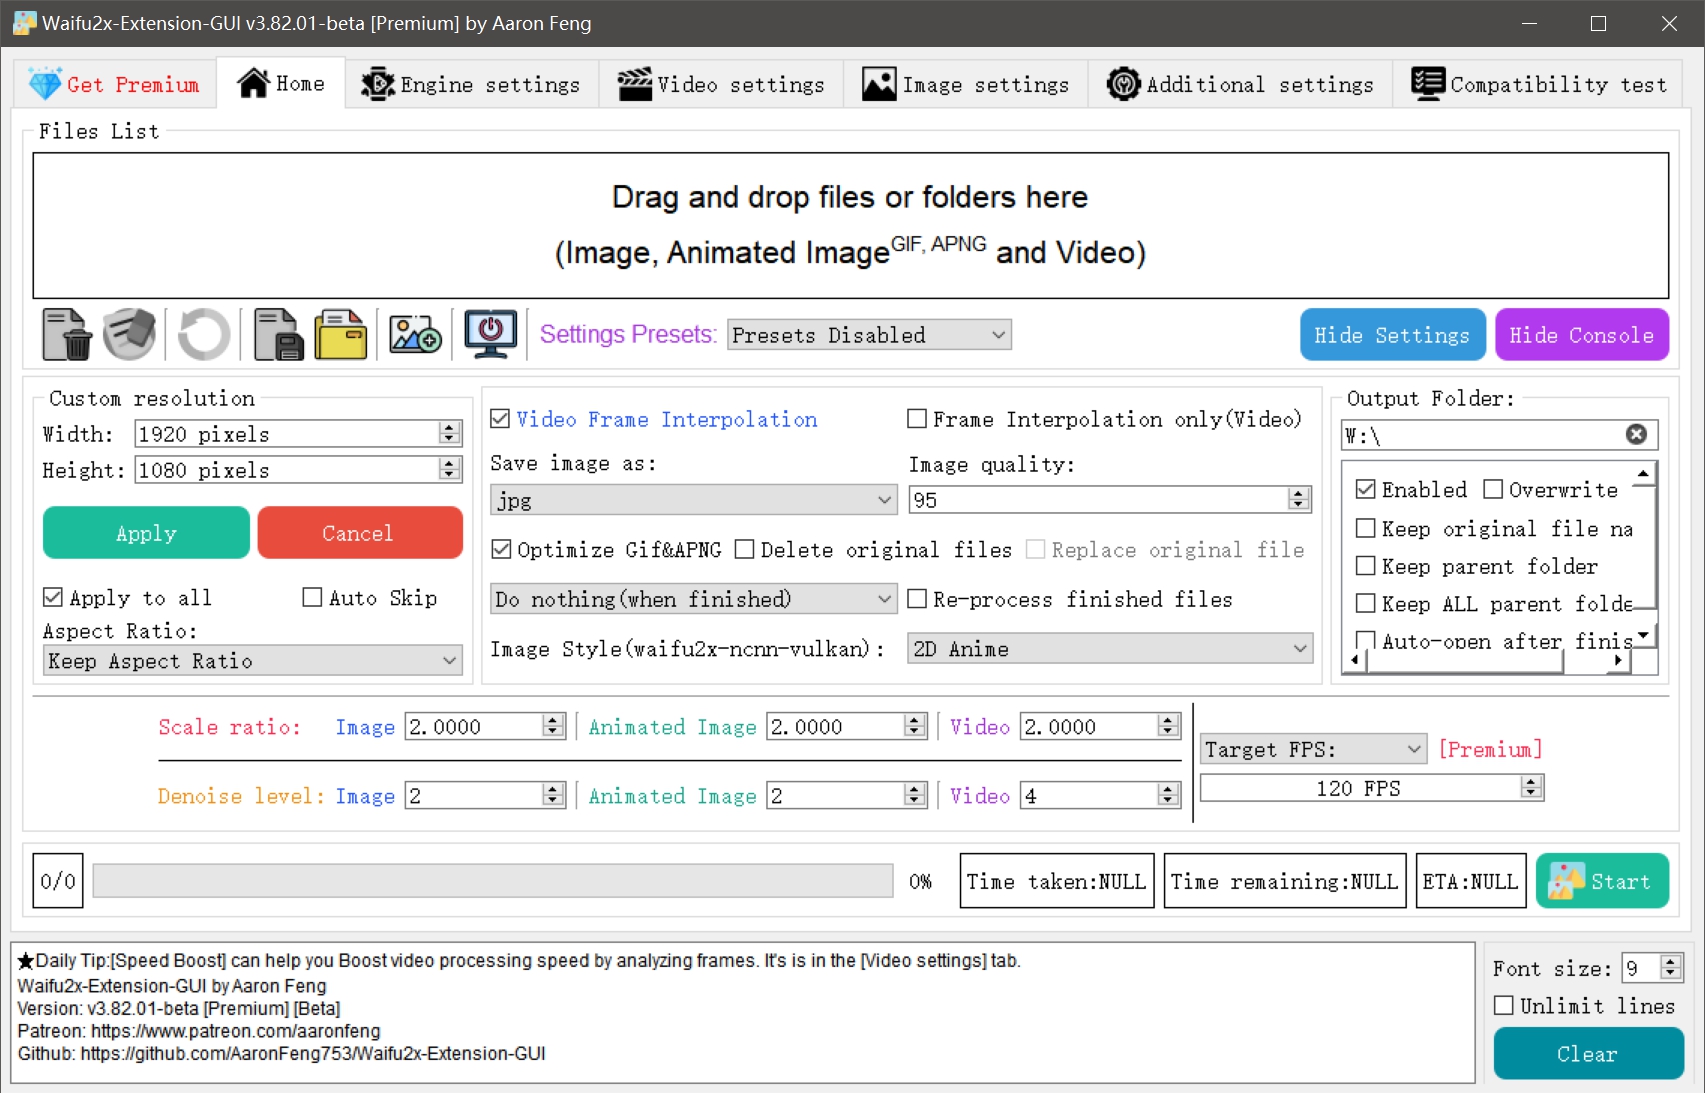 Waifu2x-Extension-GUI v3.82.01-beta [Premium] by Aaron Feng
Get Premium
Home
Engine settings
Video settings
Image settings
Additional settings
Compatibility test
Files List
Drag and drop files or folders here
(Image, Animated Image GIF, APNG and Video)
Settings Presets:
Presets Disabled
Hide Settings
Hide Console
Custom resolution
Width: 1920 pixels
Height: 1080 pixels
Apply
Cancel
Apply to all
Auto Skip
Aspect Ratio:
Keep Aspect Ratio
Video Frame Interpolation
Frame Interpolation only(Video)
Save image as:
Image quality:
jpg
95
Optimize Gif&APNG
Delete original files
Replace original file
Do nothing(when finished)
Re-process finished files
Image Style(waifu2x-ncnn-vulkan):
2D Anime
Output Folder:
W:\
Enabled
Overwrite
Keep original file na
Keep parent folder
Keep ALL parent folde
Auto-open after finis
Scale ratio: Image 2.0000 Animated Image 2.0000 Video 2.0000
Denoise level: Image 2 Animated Image 2 Video 4
Target FPS: [Premium]
120 FPS
0/0
0%
Time taken:NULL
Time remaining:NULL
ETA:NULL
Start
★Daily Tip:[Speed Boost] can help you Boost video processing speed by analyzing frames. It's is in the [Video settings] tab.
Waifu2x-Extension-GUI by Aaron Feng
Version: v3.82.01-beta [Premium] [Beta]
Patreon: https://www.patreon.com/aaronfeng
Github: https://github.com/AaronFeng753/Waifu2x-Extension-GUI
Font size: 9
Unlimit lines
Clear